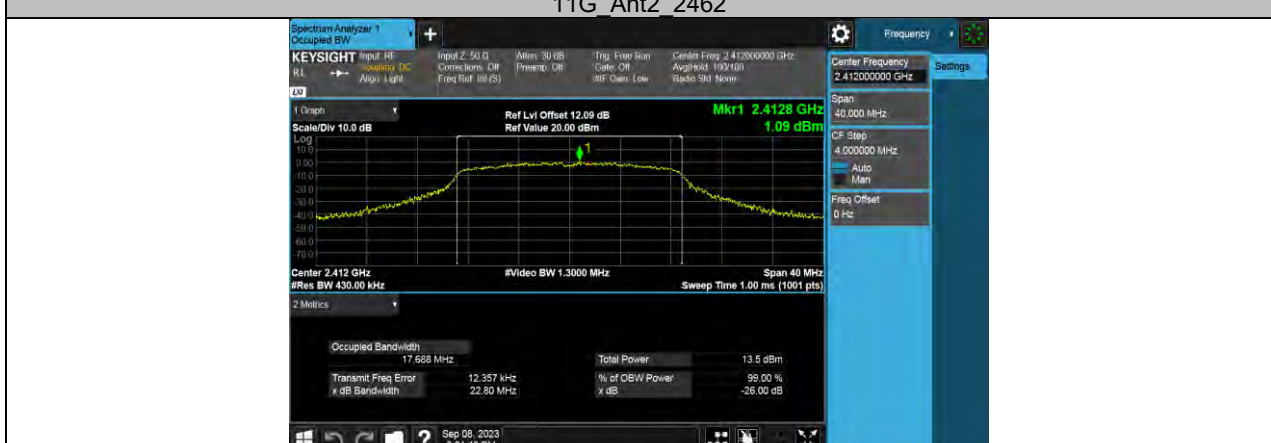 11G_Ant2_2462
Spectrum Analyzer 1
Occupied BW
+
Frequency
KEYSIGHT Input: RF Input Z: 50 Ω Atten: 30 dB Trig: Free Run Center Freq: 2.412000000 GHz
R L Coupling: DC Corrections: Off Preamp: Off Gate: Off Avg|Hold: 100/100
Align: Light Freq Ref: Int (S) #IF Gain: Low Radio Std: None
LXI
Center Frequency
2.412000000 GHz
Settings
Span
40.000 MHz
CF Step
4.000000 MHz
Auto
Man
Freq Offset
0 Hz
1 Graph
Ref Lvl Offset 12.09 dB
Mkr1 2.4128 GHz
Scale/Div 10.0 dB
Ref Value 20.00 dBm
1.09 dBm
Log
10.0
0.00
-10.0
-20.0
-30.0
-40.0
-50.0
-60.0
-70.0
1
Center 2.412 GHz #Video BW 1.3000 MHz Span 40 MHz
#Res BW 430.00 kHz Sweep Time 1.00 ms (1001 pts)
2 Metrics
Occupied Bandwidth
17.688 MHz
Total Power 13.5 dBm
Transmit Freq Error 12.357 kHz % of OBW Power 99.00 %
x dB Bandwidth 22.80 MHz x dB -26.00 dB
? Sep 08, 2023